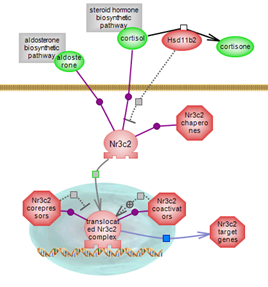 steroid hormone
biosynthetic
pathway
aldosterone
biosynthetic
pathway
aldoste
rone
cortisol
Hsd11b2
cortisone
Nr3c2
Nr3c2
chapero
nes
Nr3c2
corepres
sors
translocat
ed Nr3c2
complex
Nr3c2
coactivat
ors
Nr3c2
target
genes